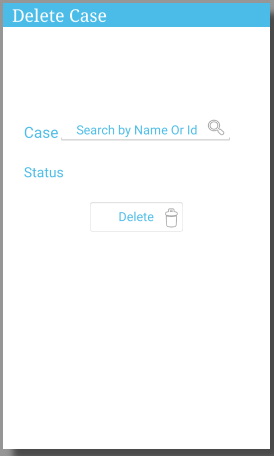 Delete Case
Case Search by Name Or Id
Status
Delete